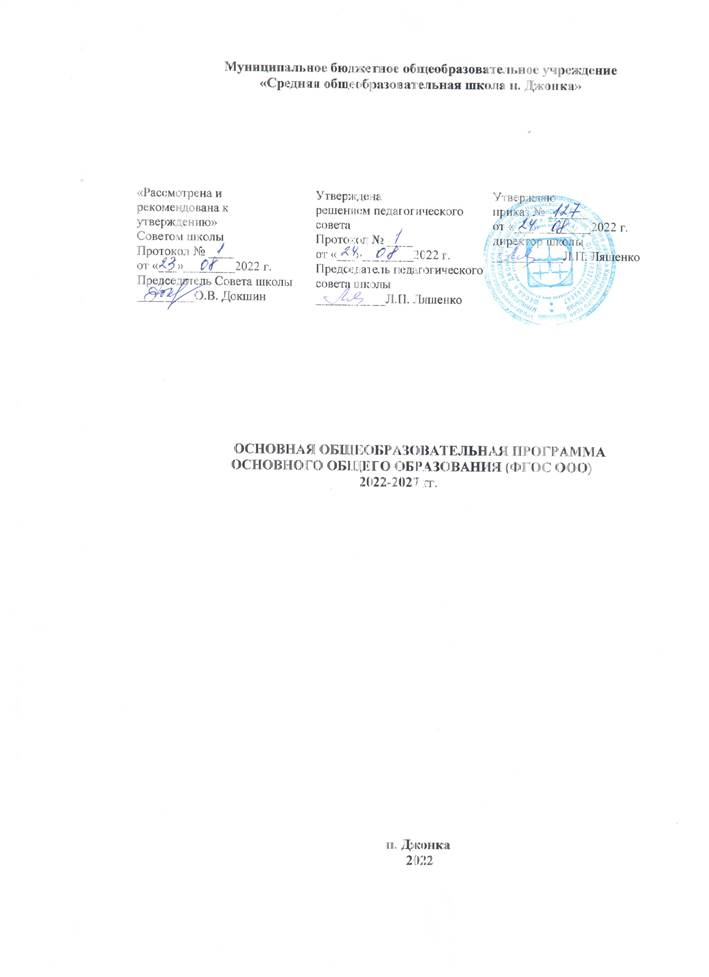 Муниципальное бюджетное общеобразовательное учреждение
«Средняя общеобразовательная школа п. Джонка»
«Рассмотрена и
рекомендована к
утверждению»
Советом школы
Протокол № 1
от «23» 08 2022 г.
Председатель Совета школы
О.В. Докшин
Утверждена
решением педагогического
совета
Протокол № 1
от «24» 08 2022 г.
Председатель педагогического
совета школы
Л.П. Ляшенко
Утверждаю
приказ № 127
от «24» 08 2022 г.
директор школы
Л.П. Ляшенко
ОСНОВНАЯ ОБЩЕОБРАЗОВАТЕЛЬНАЯ ПРОГРАММА
ОСНОВНОГО ОБЩЕГО ОБРАЗОВАНИЯ (ФГОС ООО)
2022-2027 гг.
п. Джонка
2022